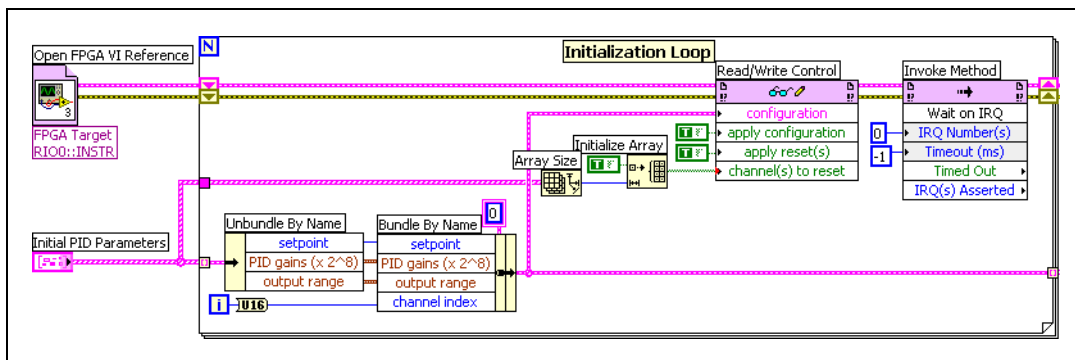 N
Open FPGA VI Reference
Initialization Loop
Read/Write Control
Invoke Method
3
FPGA Target
RIO0::INSTR
configuration
Wait on IRQ
T
apply configuration
0
IRQ Number(s)
Initialize Array
T
apply reset(s)
-1
Timeout (ms)
Array Size
T
channel(s) to reset
Timed Out
IRQ(s) Asserted
0
Unbundle By Name
Bundle By Name
Initial PID Parameters
setpoint
setpoint
PID gains (x 2^8)
PID gains (x 2^8)
output range
output range
i
U16
channel index